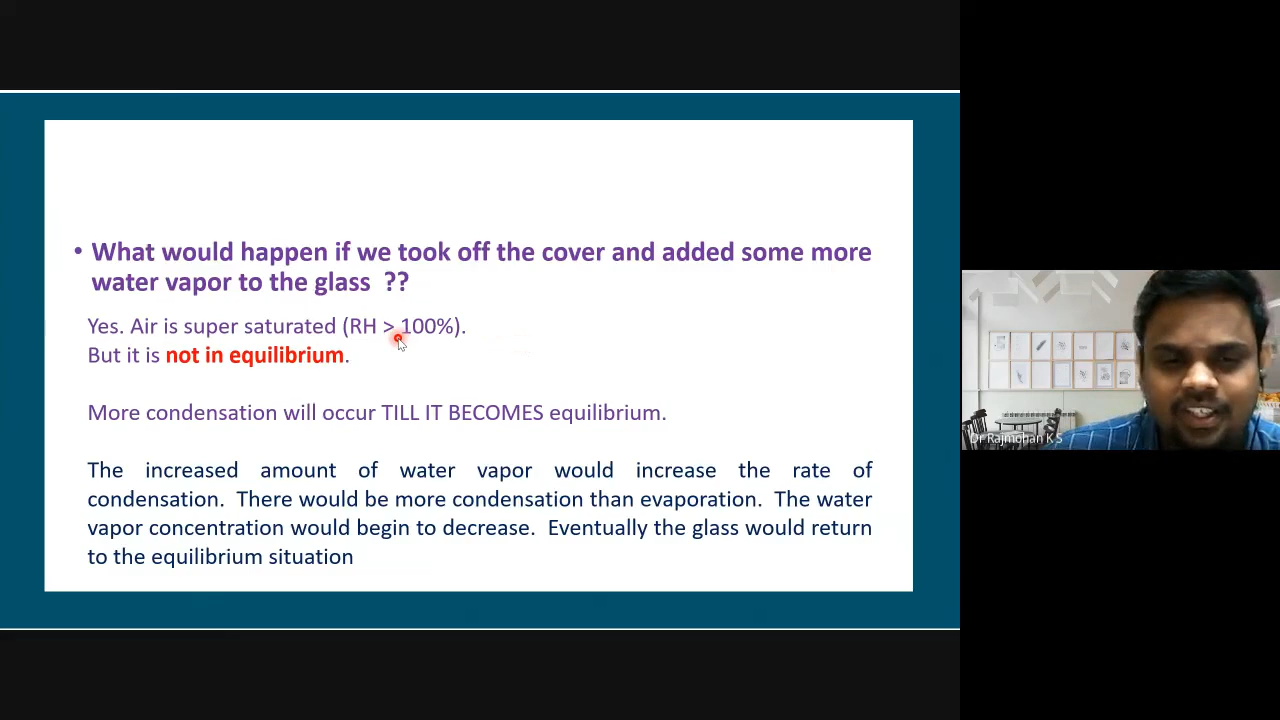 • What would happen if we took off the cover and added some more
water vapor to the glass ??
Yes. Air is super saturated (RH > 100%).
But it is not in equilibrium.
More condensation will occur TILL IT BECOMES equilibrium.
The increased amount of water vapor would increase the rate of
condensation. There would be more condensation than evaporation. The water
vapor concentration would begin to decrease. Eventually the glass would return
to the equilibrium situation
Dr Rajmohan K S